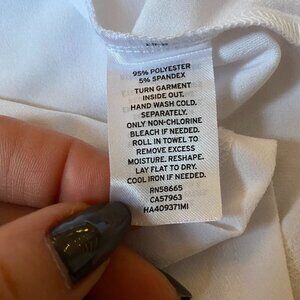 95% POLYESTER
5% SPANDEX
TURN GARMENT
INSIDE OUT.
HAND WASH COLD.
SEPARATELY.
ONLY NON-CHLORINE
BLEACH IF NEEDED.
ROLL IN TOWEL TO
REMOVE EXCESS
MOISTURE. RESHAPE.
LAY FLAT TO DRY.
COOL IRON IF NEEDED.
RN58665
CA57963
HA409371MI